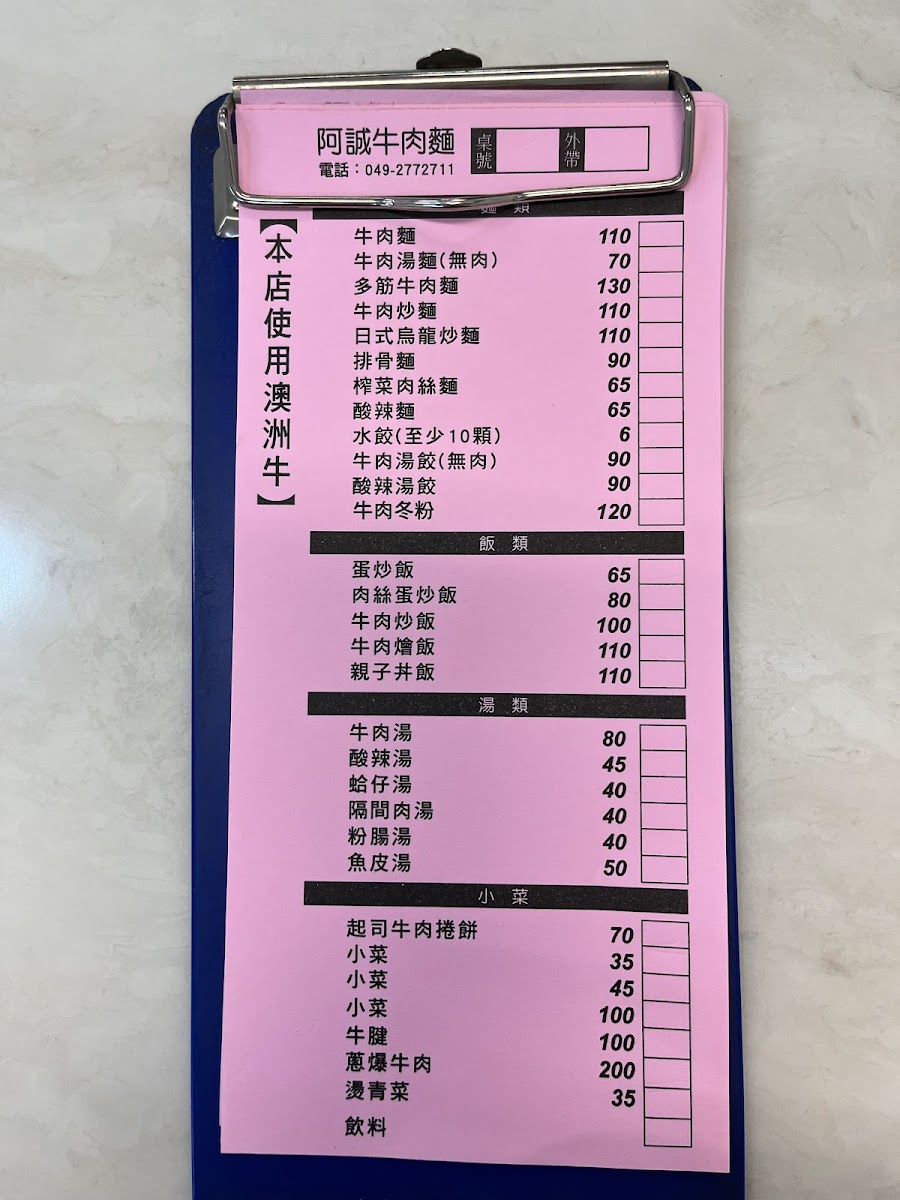 阿誠牛肉麵
電話：049-2772711
桌號
外帶
【本店使用澳洲牛】
麵 類
牛肉麵 110
牛肉湯麵(無肉) 70
多筋牛肉麵 130
牛肉炒麵 110
日式烏龍炒麵 110
排骨麵 90
榨菜肉絲麵 65
酸辣麵 65
水餃(至少10顆) 6
牛肉湯餃(無肉) 90
酸辣湯餃 90
牛肉冬粉 120
飯 類
蛋炒飯 65
肉絲蛋炒飯 80
牛肉炒飯 100
牛肉燴飯 110
親子丼飯 110
湯 類
牛肉湯 80
酸辣湯 45
蛤仔湯 40
隔間肉湯 40
粉腸湯 40
魚皮湯 50
小 菜
起司牛肉捲餅 70
小菜 35
小菜 45
小菜 100
牛腱 100
蔥爆牛肉 200
燙青菜 35
飲料